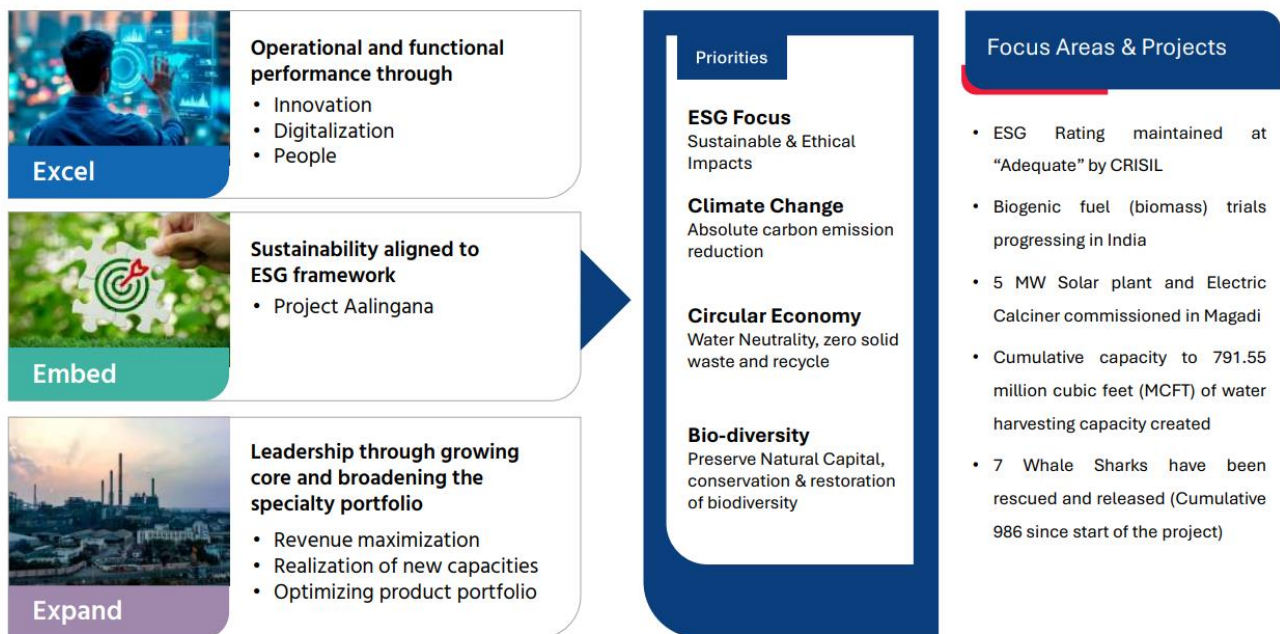 Excel
Operational and functional
performance through
• Innovation
• Digitalization
• People
Embed
Sustainability aligned to
ESG framework
• Project Aalingana
Expand
Leadership through growing
core and broadening the
specialty portfolio
• Revenue maximization
• Realization of new capacities
• Optimizing product portfolio
Priorities
ESG Focus
Sustainable & Ethical
Impacts
Climate Change
Absolute carbon emission
reduction
Circular Economy
Water Neutrality, zero solid
waste and recycle
Bio-diversity
Preserve Natural Capital,
conservation & restoration
of biodiversity
Focus Areas & Projects
• ESG Rating maintained at
“Adequate” by CRISIL
• Biogenic fuel (biomass) trials
progressing in India
• 5 MW Solar plant and Electric
Calciner commissioned in Magadi
• Cumulative capacity to 791.55
million cubic feet (MCFT) of water
harvesting capacity created
• 7 Whale Sharks have been
rescued and released (Cumulative
986 since start of the project)